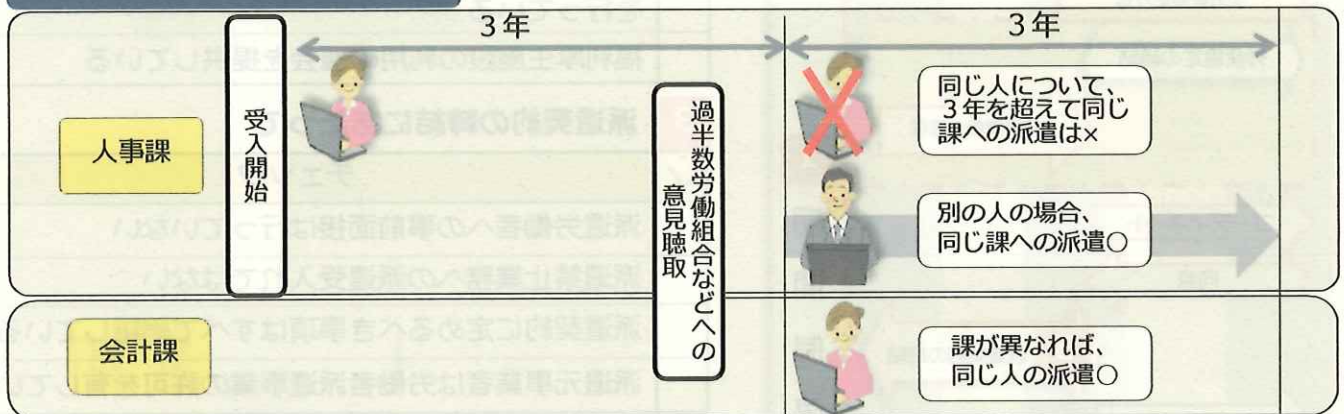 3年
3年
人事課
受入開始
過半数労働組合などへの
意見聴取
同じ人について、
3年を超えて同じ
課への派遣は×
別の人の場合、
同じ課への派遣○
会計課
課が異なれば、
同じ人の派遣○